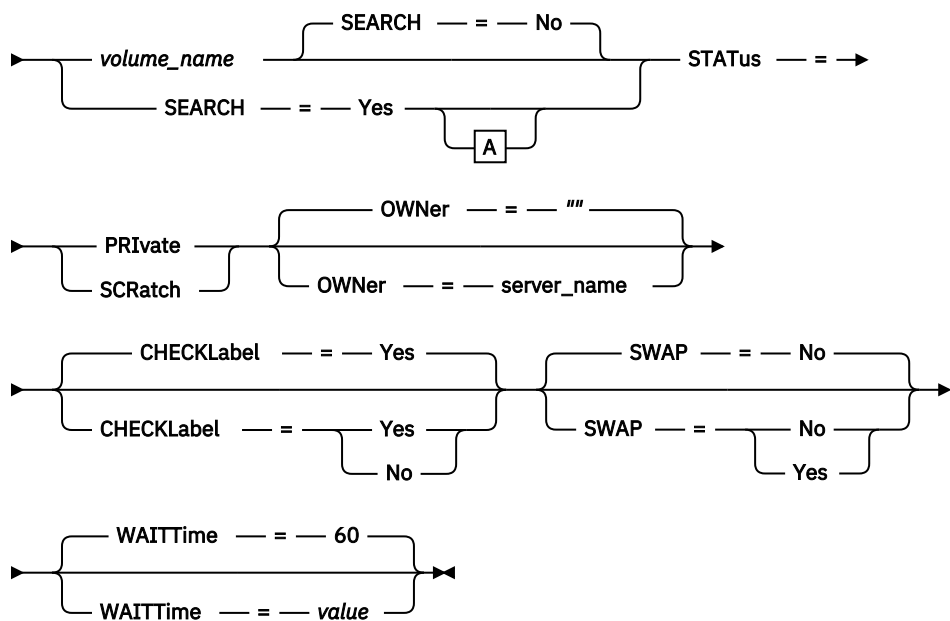 SEARCH = No
volume_name STATus =
SEARCH = Yes
A
OWNer = ""
PRIvate
SCRatch OWNer = server_name
CHECKLabel = Yes SWAP = No
CHECKLabel = Yes SWAP = No
No Yes
WAITTime = 60
WAITTime = value